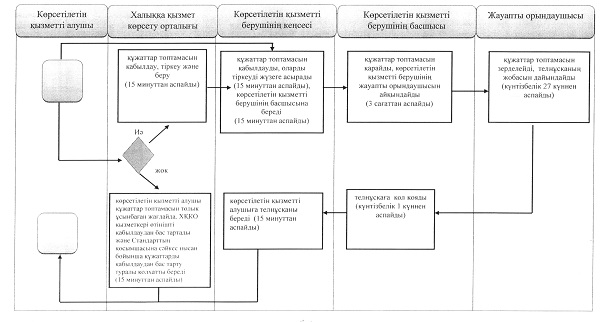 Көрсетілетін
қызметті алушы
Халыққа қызмет
көрсету орталығы
Көрсетілетін қызметті
берушінің кеңсесі
Көрсетілетін қызметті
берушінің басшысы
Жауапты орындаушысы
құжаттар топтамасын
қабылдау, тіркеу және
беру
(15 минуттан аспайды)
құжаттар топтамасын
қабылдауды, оларды
тіркеуді жүзеге асырады
(15 минуттан аспайды),
көрсетілетін қызметті
берушінің басшысына
береді
(15 минуттан аспайды)
құжаттар топтамасын
қарайды, көрсетілетін
қызметті берушінің
жауапты орындаушысын
айқындайды
(3 сағаттан аспайды)
құжаттар топтамасын
зерделейді, телнұсқаның
жобасын дайындайды
(күнтізбелік 27 күннен
аспайды)
Иә
жоқ
көрсетілетін қызметті алушы
құжаттар топтамасын толық
ұсынбаған жағдайда, ХҚКО
қызметкері өтінішті
қабылдаудан бас тартады
және Стандарттың
қосымшасына сәйкес нысан
бойынша құжаттарды
қабылдаудан бас тарту
туралы қолхатты береді
(15 минуттан аспайды)
көрсетілетін қызметті
алушыға телнұсқаны
береді (15 минуттан
аспайды)
телнұсқаға қол қояды
(күнтізбелік 1 күннен
аспайды)